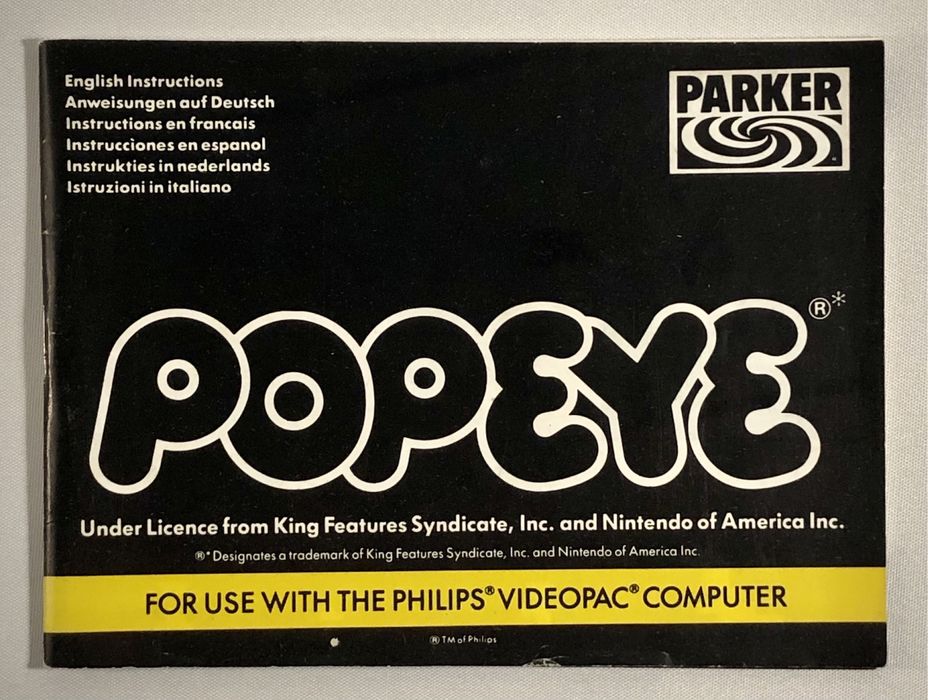 English Instructions
Anweisungen auf Deutsch
Instructions en francais
Instrucciones en espanol
Instrukties in nederlands
Istruzioni in italiano
PARKER
POPEYE®*
Under Licence from King Features Syndicate, Inc. and Nintendo of America Inc.
®* Designates a trademark of King Features Syndicate, Inc. and Nintendo of America Inc.
FOR USE WITH THE PHILIPS® VIDEOPAC® COMPUTER
® TM of Philips